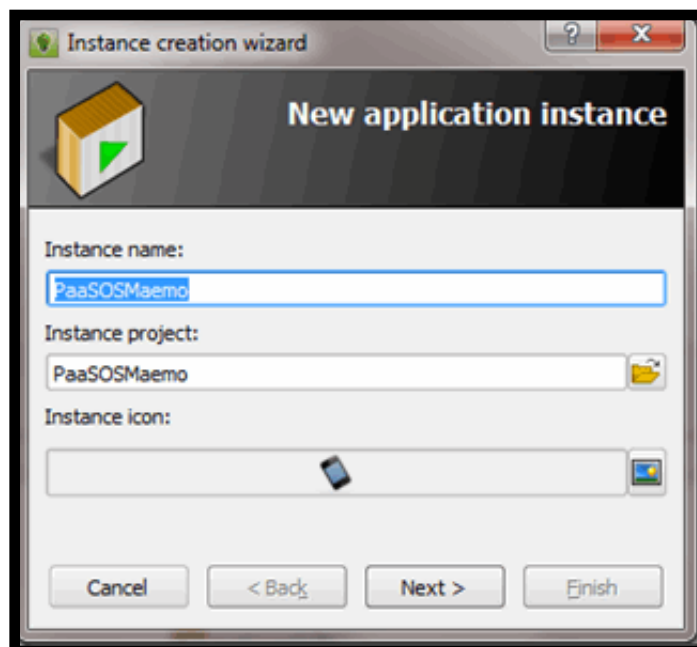 Instance creation wizard
?
New application instance
Instance name:
PaaSOSMaemo
Instance project:
PaaSOSMaemo
Instance icon:
Cancel < Back Next > Finish